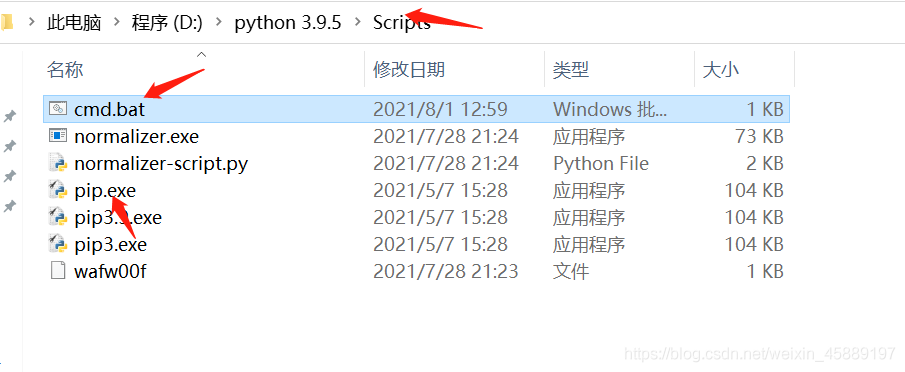 此电脑 > 程序 (D:) > python 3.9.5 > Scripts
名称 修改日期 类型 大小
cmd.bat 2021/8/1 12:59 Windows 批... 1 KB
normalizer.exe 2021/7/28 21:24 应用程序 73 KB
normalizer-script.py 2021/7/28 21:24 Python File 2 KB
pip.exe 2021/5/7 15:28 应用程序 104 KB
pip3.9.exe 2021/5/7 15:28 应用程序 104 KB
pip3.exe 2021/5/7 15:28 应用程序 104 KB
wafw00f 2021/7/28 21:23 文件 1 KB
https://blog.csdn.net/weixin_45889197